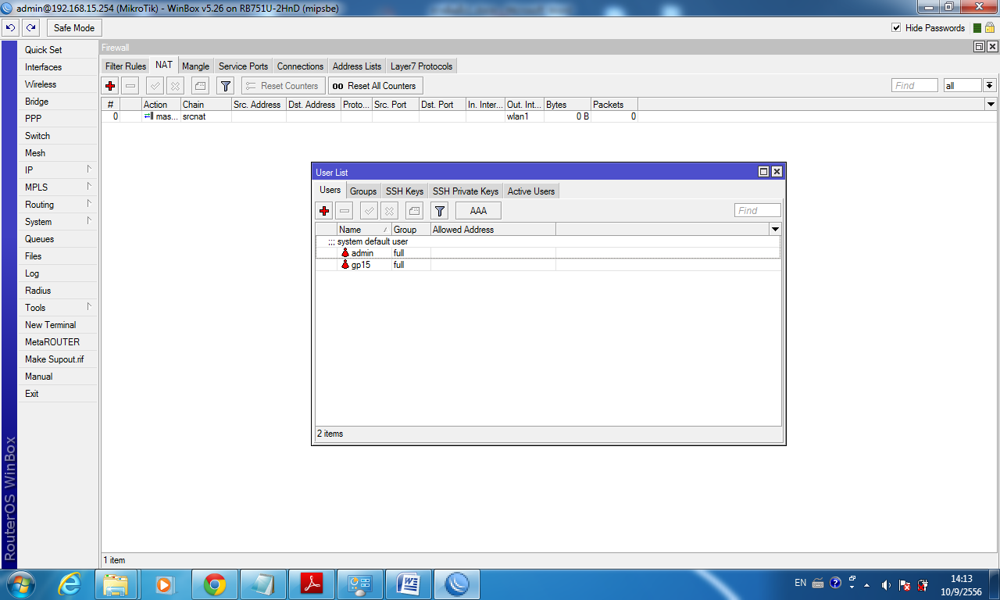 admin@192.168.15.254 (MikroTik) - WinBox v5.26 on RB751U-2HnD (mipsbe)
Safe Mode
Hide Passwords
Quick Set
Interfaces
Wireless
Bridge
PPP
Switch
Mesh
IP
MPLS
Routing
System
Queues
Files
Log
Radius
Tools
New Terminal
MetaROUTER
Make Supout.rif
Manual
Exit
RouterOS WinBox
Firewall
Filter Rules NAT Mangle Service Ports Connections Address Lists Layer7 Protocols
Reset Counters 00 Reset All Counters Find all
# Action Chain Src. Address Dst. Address Proto... Src. Port Dst. Port In. Inter... Out. Int... Bytes Packets
0 mas... srcnat wlan1 0 B 0
User List
Users Groups SSH Keys SSH Private Keys Active Users
AAA Find
Name Group Allowed Address
;;; system default user
admin full
gp15 full
2 items
1 item
EN
14:13
10/9/2556